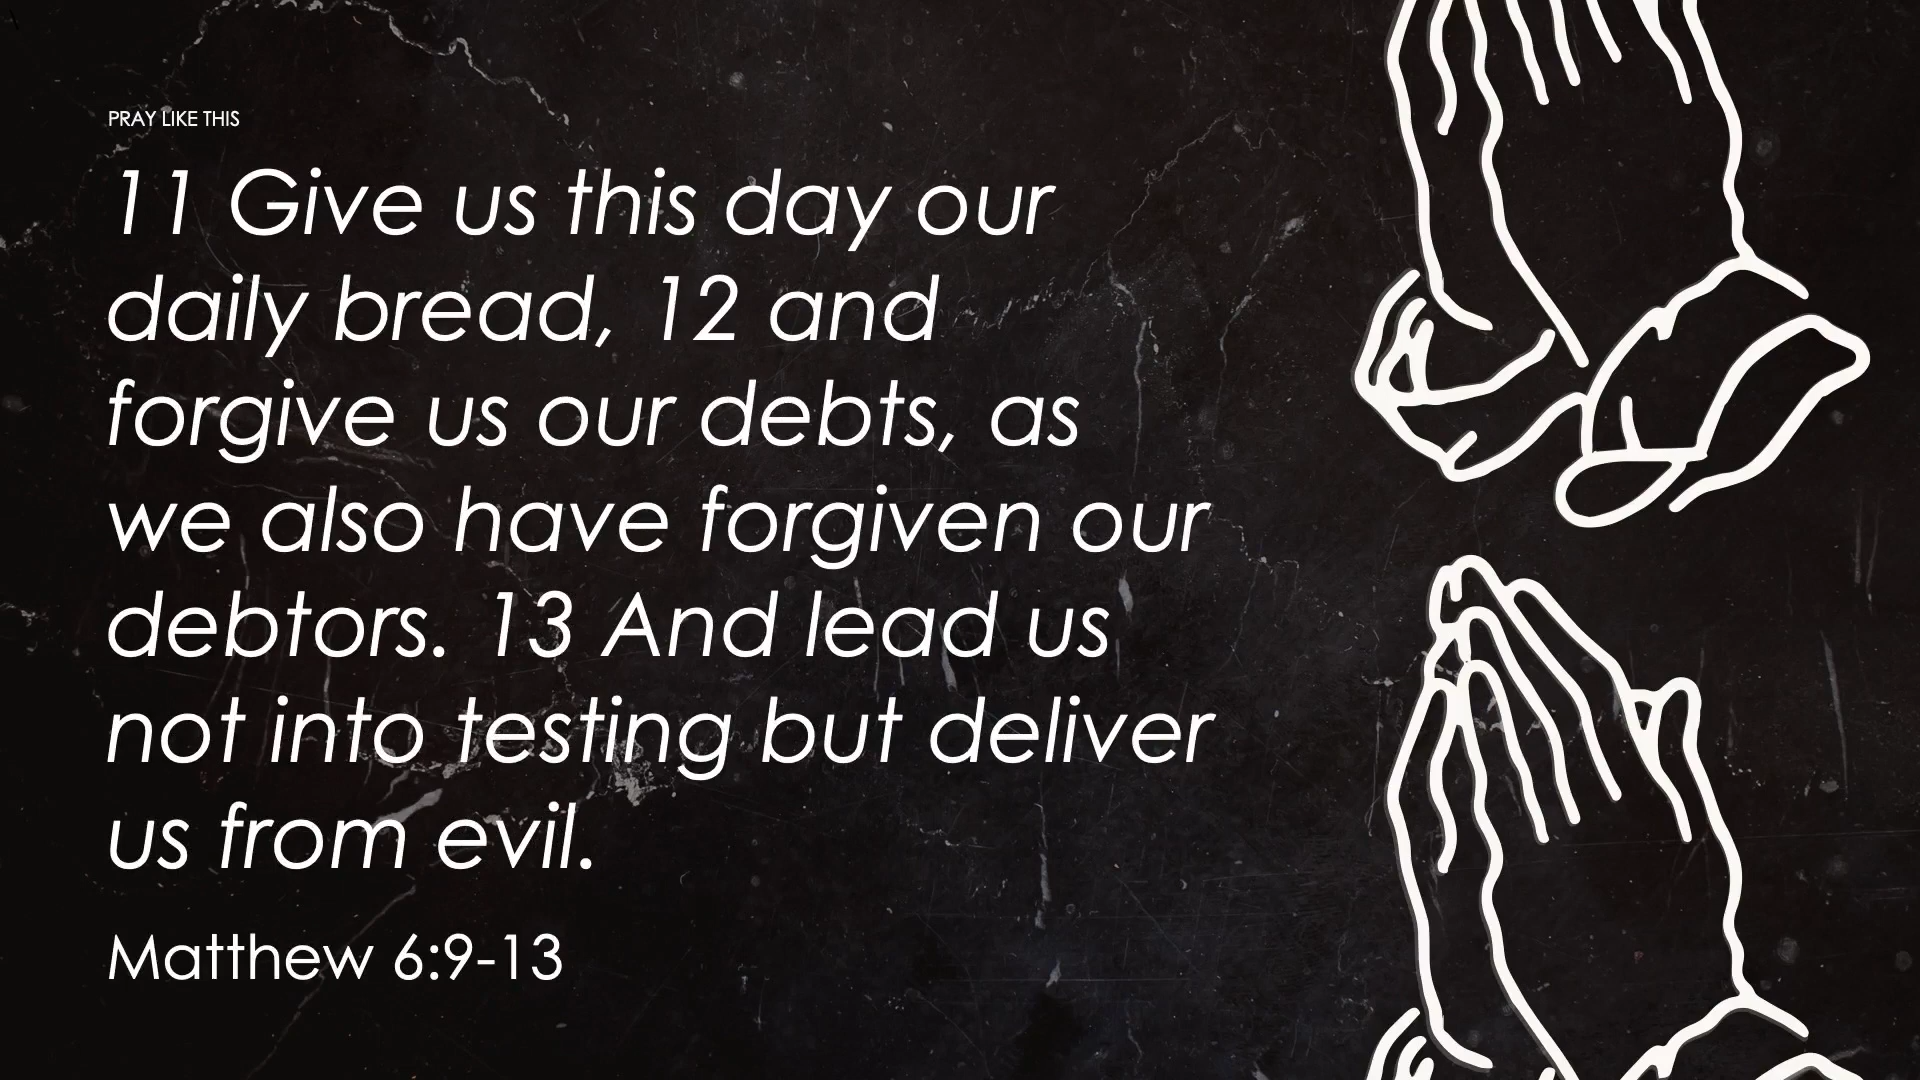 PRAY LIKE THIS
11 Give us this day our
daily bread, 12 and
forgive us our debts, as
we also have forgiven our
debtors. 13 And lead us
not into testing but deliver
us from evil.
Matthew 6:9-13